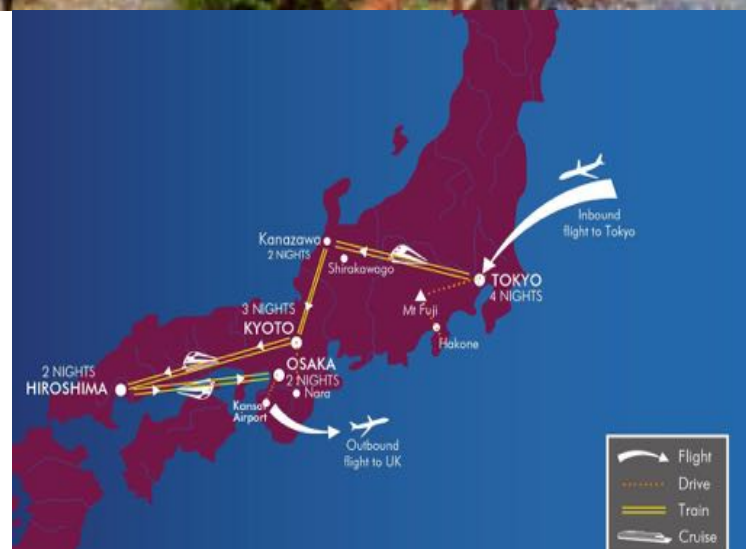 Inbound
flight to Tokyo
Kanazawa
2 NIGHTS
Shirakawago
TOKYO
4 NIGHTS
Mt Fuji
Hakone
3 NIGHTS
KYOTO
OSAKA
2 NIGHTS
Nara
2 NIGHTS
HIROSHIMA
Kansai
Airport
Outbound
flight to UK
Flight
Drive
Train
Cruise